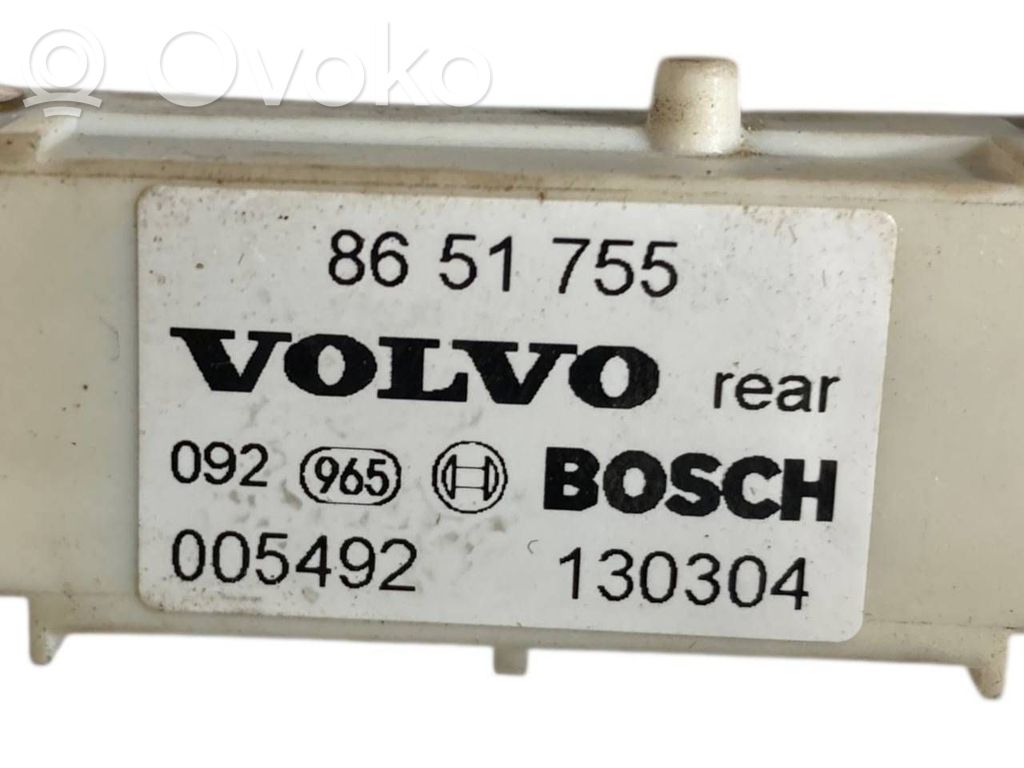 Ovoko
86 51 755
VOLVO rear
092 965 BOSCH
005492 130304